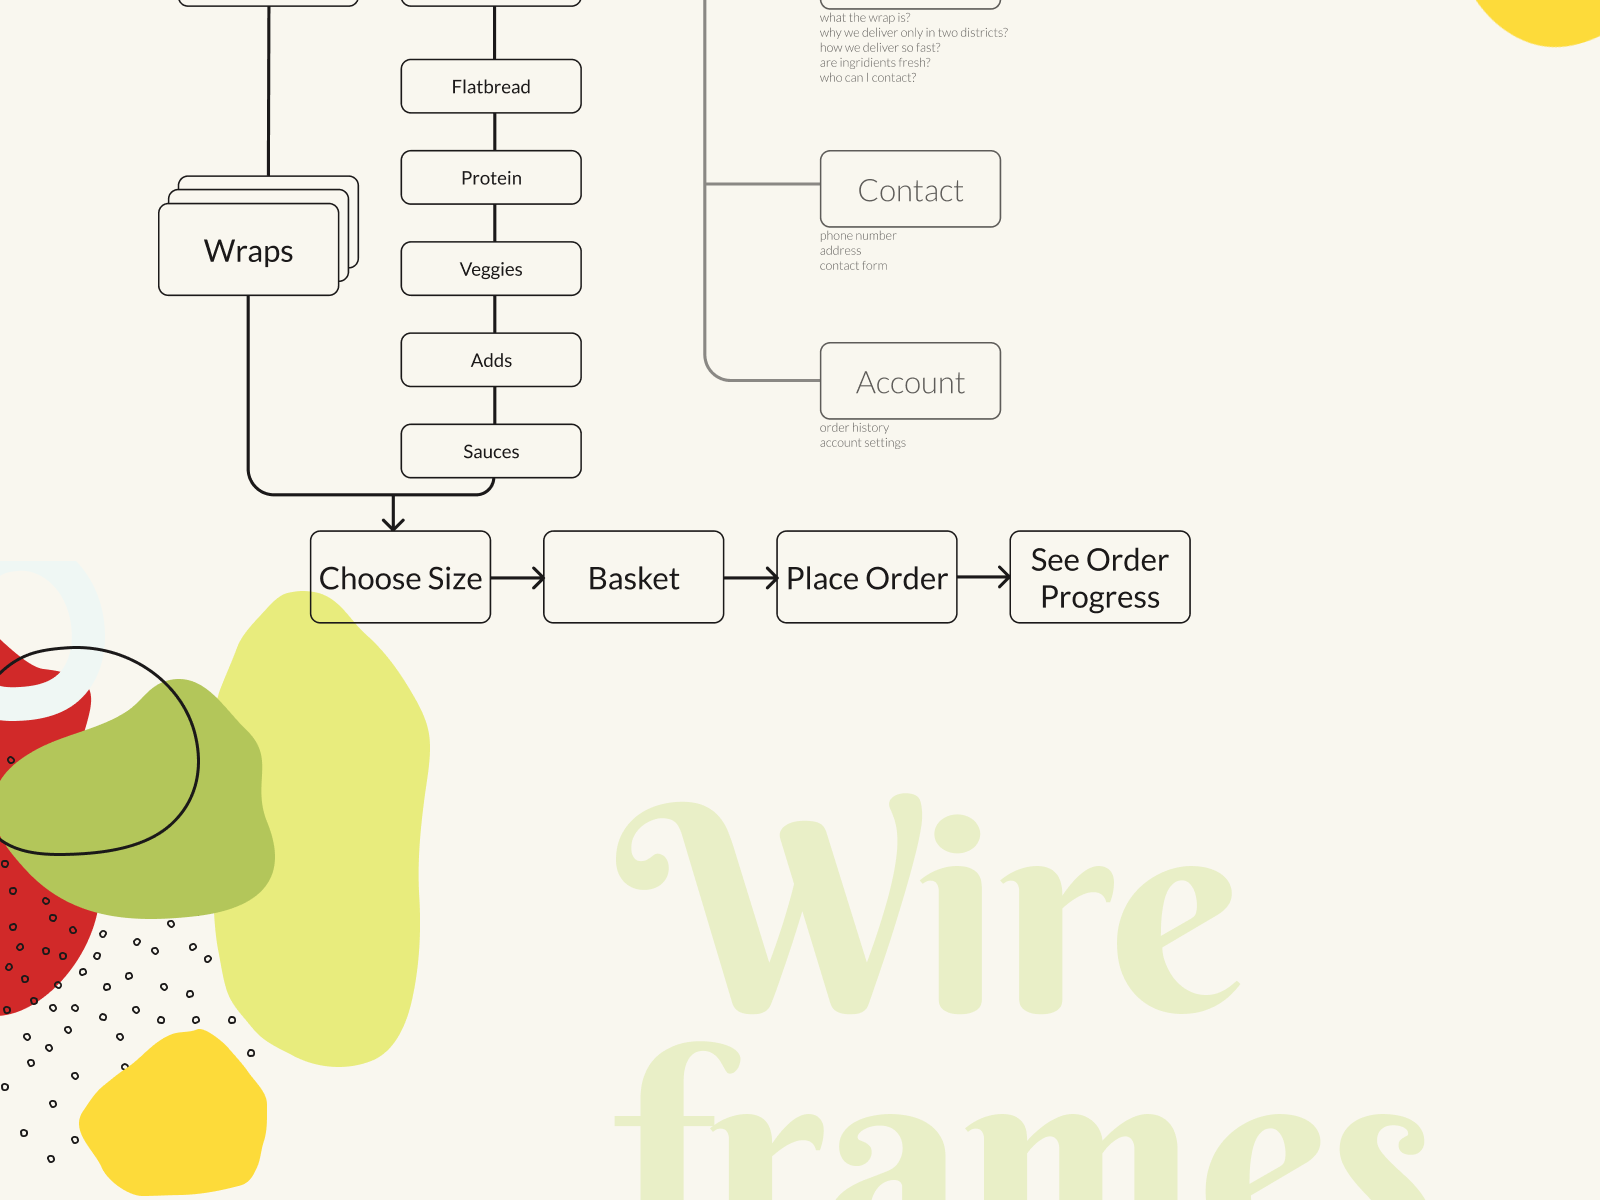 what the wrap is?
why we deliver only in two districts?
how we deliver so fast?
are ingridients fresh?
who can I contact?
Flatbread
Protein
Veggies
Adds
Sauces
Wraps
Contact
phone number
address
contact form
Account
order history
account settings
Choose Size
Basket
Place Order
See Order
Progress
Wire
frames